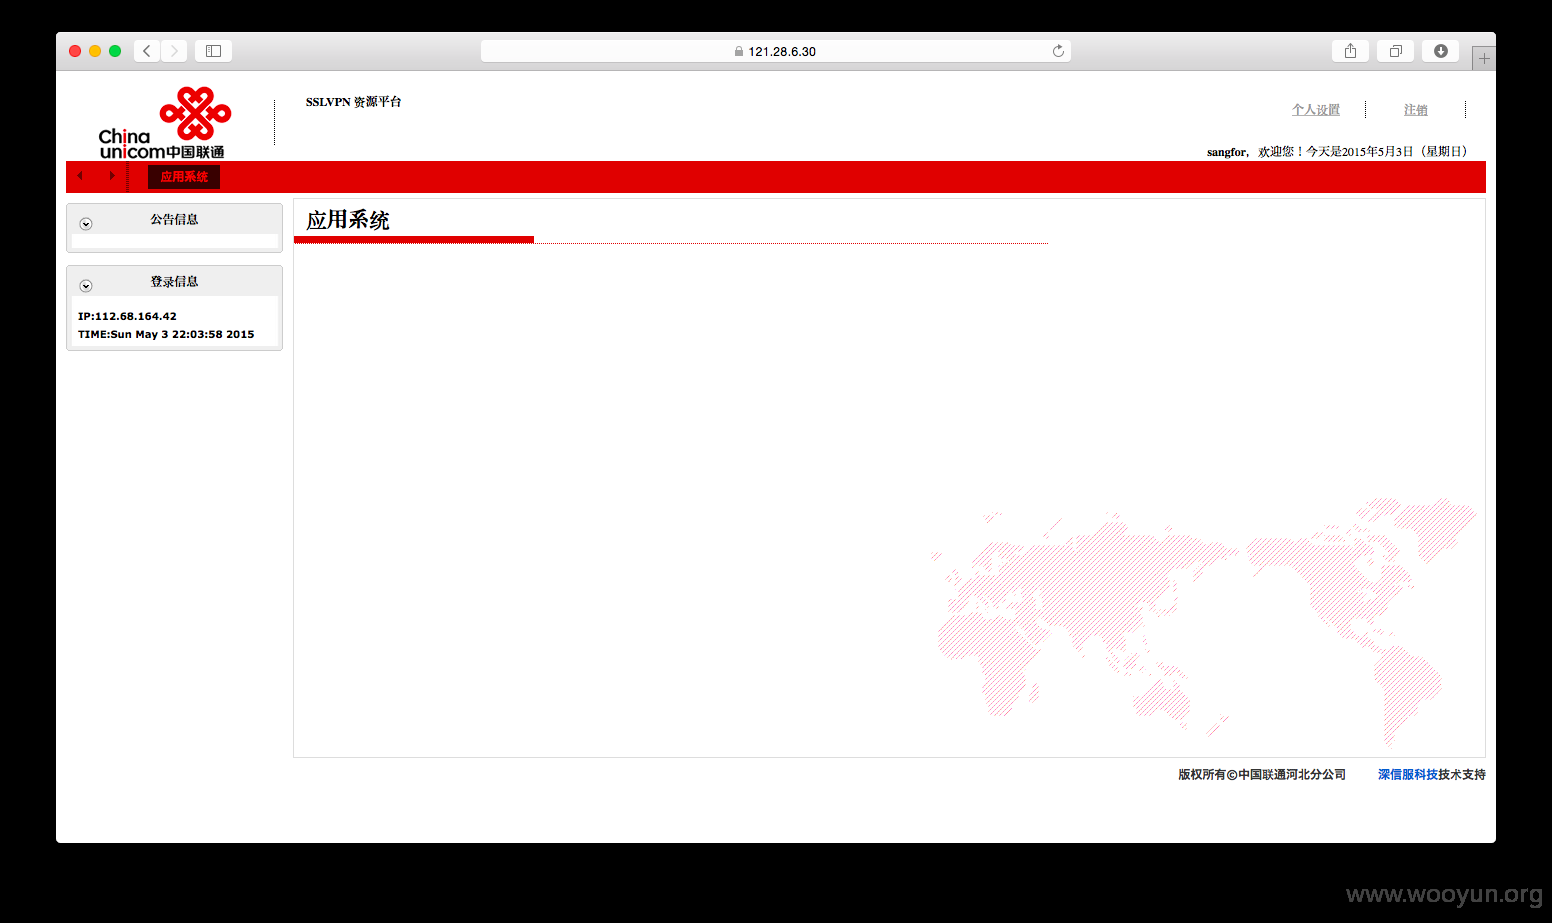 121.28.6.30
China
unicom中国联通
SSLVPN 资源平台
个人设置
注销
sangfor，欢迎您！今天是2015年5月3日（星期日）
应用系统
公告信息
登录信息
IP:112.68.164.42
TIME:Sun May 3 22:03:58 2015
应用系统
版权所有©中国联通河北分公司
深信服科技技术支持
www.wooyun.org